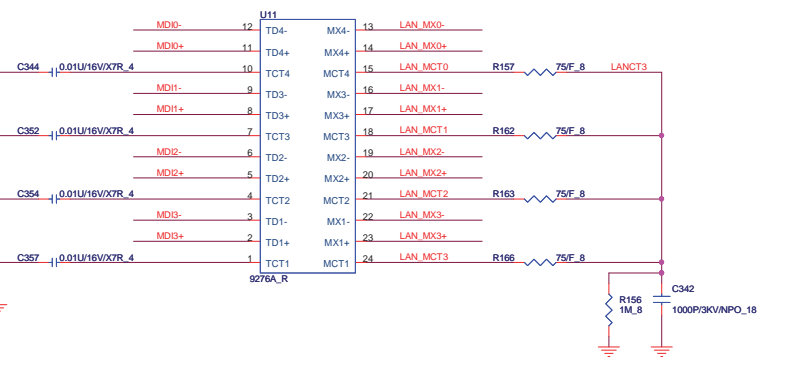 U11
MDI0- 12 TD4- MX4- 13 LAN_MX0-
MDI0+ 11 TD4+ MX4+ 14 LAN_MX0+
C344 0.01U/16V/X7R_4 10 TCT4 MCT4 15 LAN_MCT0 R157 75/F_8 LANCT3
MDI1- 9 TD3- MX3- 16 LAN_MX1-
MDI1+ 8 TD3+ MX3+ 17 LAN_MX1+
C352 0.01U/16V/X7R_4 7 TCT3 MCT3 18 LAN_MCT1 R162 75/F_8
MDI2- 6 TD2- MX2- 19 LAN_MX2-
MDI2+ 5 TD2+ MX2+ 20 LAN_MX2+
C354 0.01U/16V/X7R_4 4 TCT2 MCT2 21 LAN_MCT2 R163 75/F_8
MDI3- 3 TD1- MX1- 22 LAN_MX3-
MDI3+ 2 TD1+ MX1+ 23 LAN_MX3+
C357 0.01U/16V/X7R_4 1 TCT1 MCT1 24 LAN_MCT3 R166 75/F_8
9276A_R
C342
R156
1M_8 1000P/3KV/NPO_18